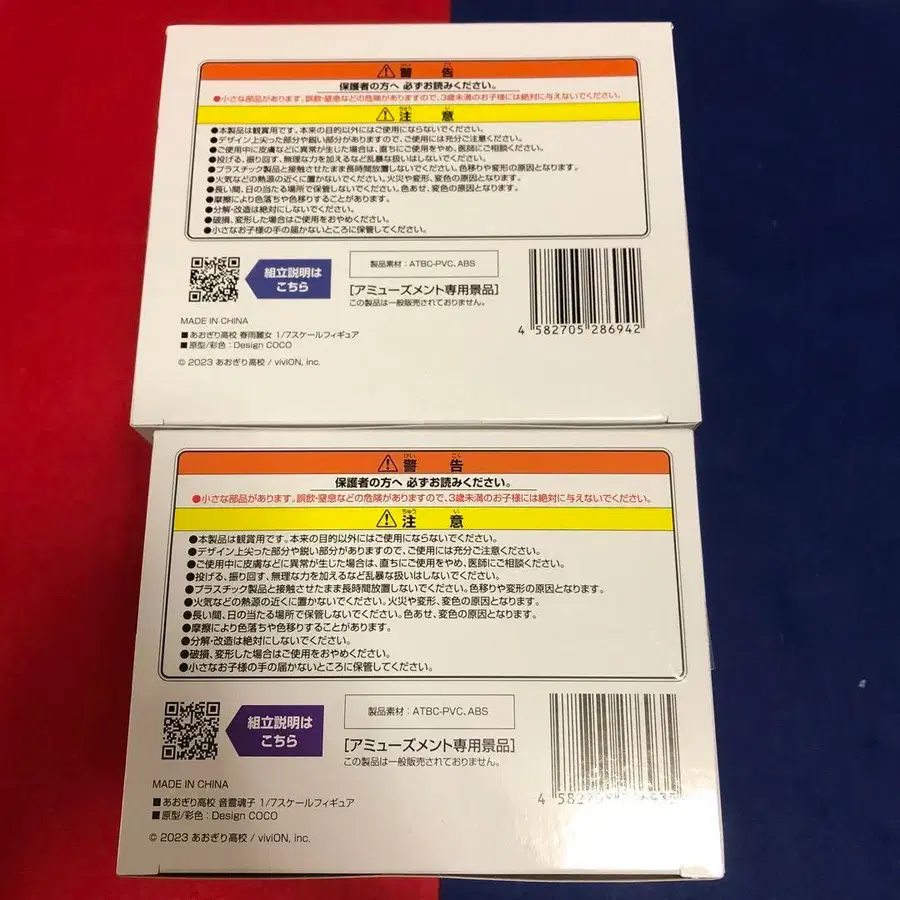 ⚠ 警告
保護者の方へ 必ずお読みください。
●小さな部品があります。誤飲・窒息などの危険がありますので、3歳未満のお子様には絶対に与えないでください。
⚠ 注意
●本製品は観賞用です。本来の目的以外にはご使用にならないでください。
●デザイン上尖った部分や鋭い部分がありますので、ご使用には充分ご注意ください。
●ご使用中に皮膚などに異常が生じた場合は、直ちにご使用をやめ、医師にご相談ください。
●投げる、振り回す、無理な力を加えるなど乱暴な扱いはしないでください。
●プラスチック製品と接触させたまま長時間放置しないでください。色移りや変形の原因となります。
●火気などの熱源の近くに置かないでください。火災や変形、変色の原因となります。
●長い間、日の当たる場所で保管しないでください。色あせ、変色の原因となります。
●摩擦により色落ちや色移りすることがあります。
●分解・改造は絶対にしないでください。
●破損、変形した場合はご使用をおやめください。
●小さなお子様の手の届かないところに保管してください。
組立説明は
こちら
製品素材：ATBC-PVC、ABS
[アミューズメント専用景品]
この製品は一般販売されておりません。
4 582705 286942
MADE IN CHINA
■あおぎり高校 春雨麗女 1/7スケールフィギュア
■原型/彩色：Design COCO
© 2023 あおぎり高校 / viviON, inc.
⚠ 警告
保護者の方へ 必ずお読みください。
●小さな部品があります。誤飲・窒息などの危険がありますので、3歳未満のお子様には絶対に与えないでください。
⚠ 注意
●本製品は観賞用です。本来の目的以外にはご使用にならないでください。
●デザイン上尖った部分や鋭い部分がありますので、ご使用には充分ご注意ください。
●ご使用中に皮膚などに異常が生じた場合は、直ちにご使用をやめ、医師にご相談ください。
●投げる、振り回す、無理な力を加えるなど乱暴な扱いはしないでください。
●プラスチック製品と接触させたまま長時間放置しないでください。色移りや変形の原因となります。
●火気などの熱源の近くに置かないでください。火災や変形、変色の原因となります。
●長い間、日の当たる場所で保管しないでください。色あせ、変色の原因となります。
●摩擦により色落ちや色移りすることがあります。
●分解・改造は絶対にしないでください。
●破損、変形した場合はご使用をおやめください。
●小さなお子様の手の届かないところに保管してください。
組立説明は
こちら
製品素材：ATBC-PVC、ABS
[アミューズメント専用景品]
この製品は一般販売されておりません。
MADE IN CHINA
■あおぎり高校 音霊魂子 1/7スケールフィギュア
■原型/彩色：Design COCO
© 2023 あおぎり高校 / viviON, inc.